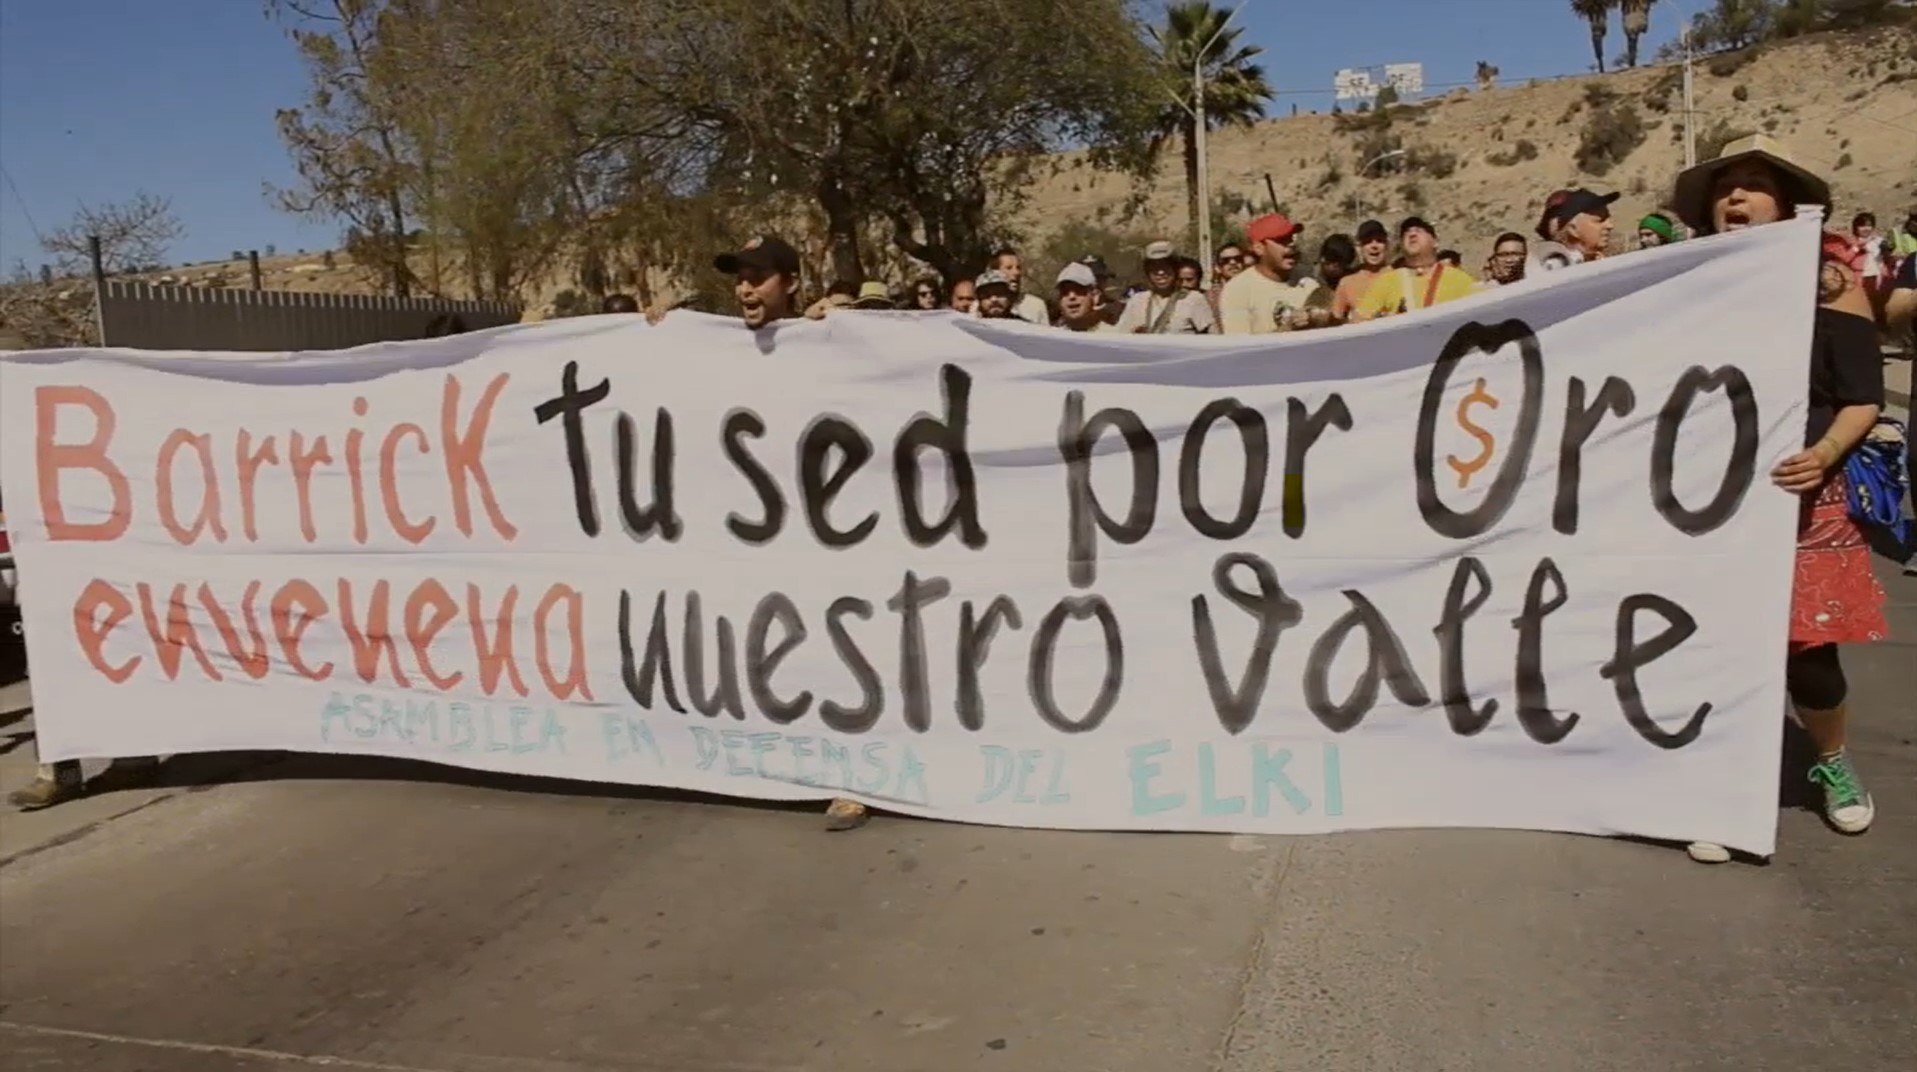 BarricK tu sed por Oro
$
envenena nuestro Valle
ASAMBLEA EN DEFENSA DEL ELKI